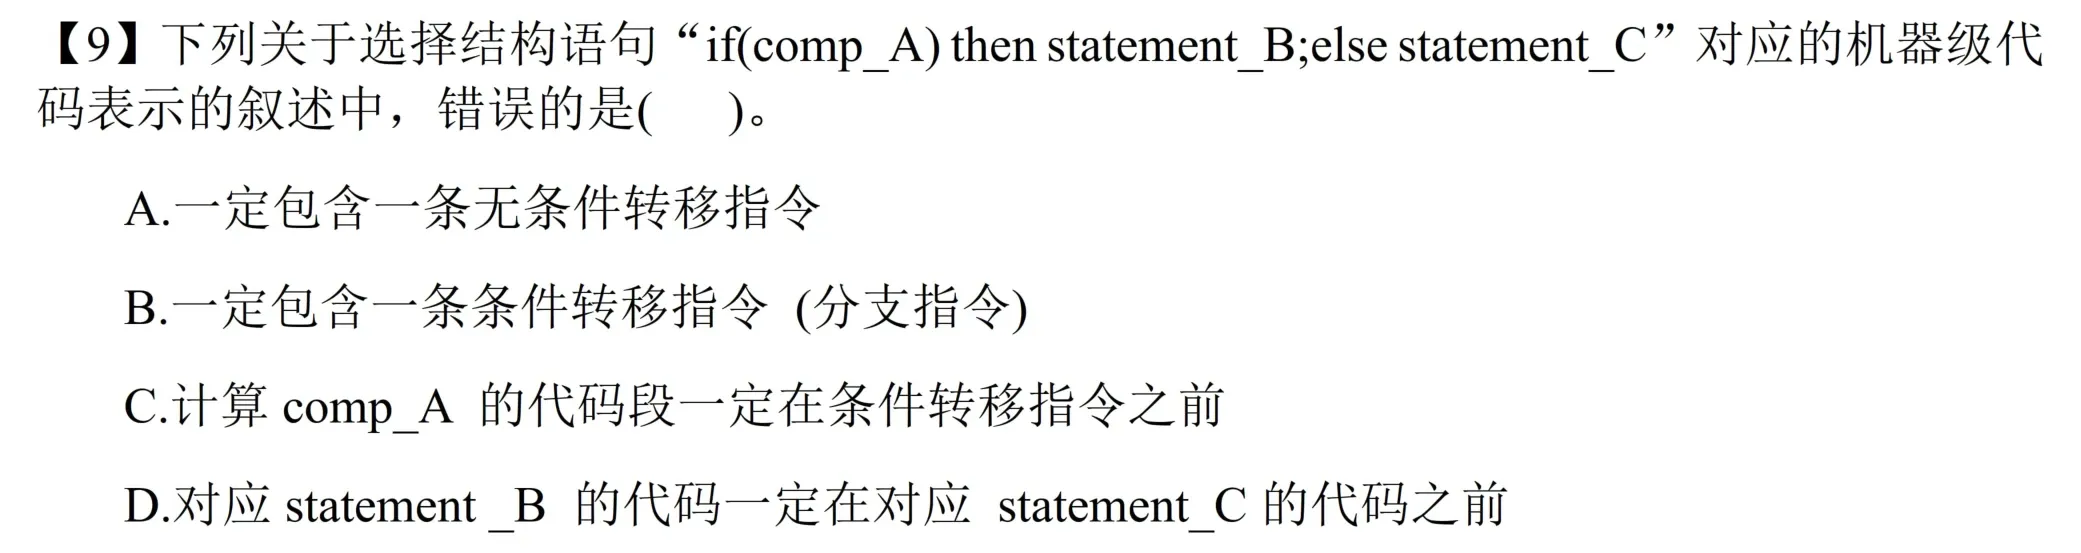 【9】下列关于选择结构语句“if(comp_A) then statement_B;else statement_C”对应的机器级代
码表示的叙述中，错误的是(    )。
A.一定包含一条无条件转移指令
B.一定包含一条条件转移指令 (分支指令)
C.计算 comp_A 的代码段一定在条件转移指令之前
D.对应 statement _B 的代码一定在对应 statement_C 的代码之前